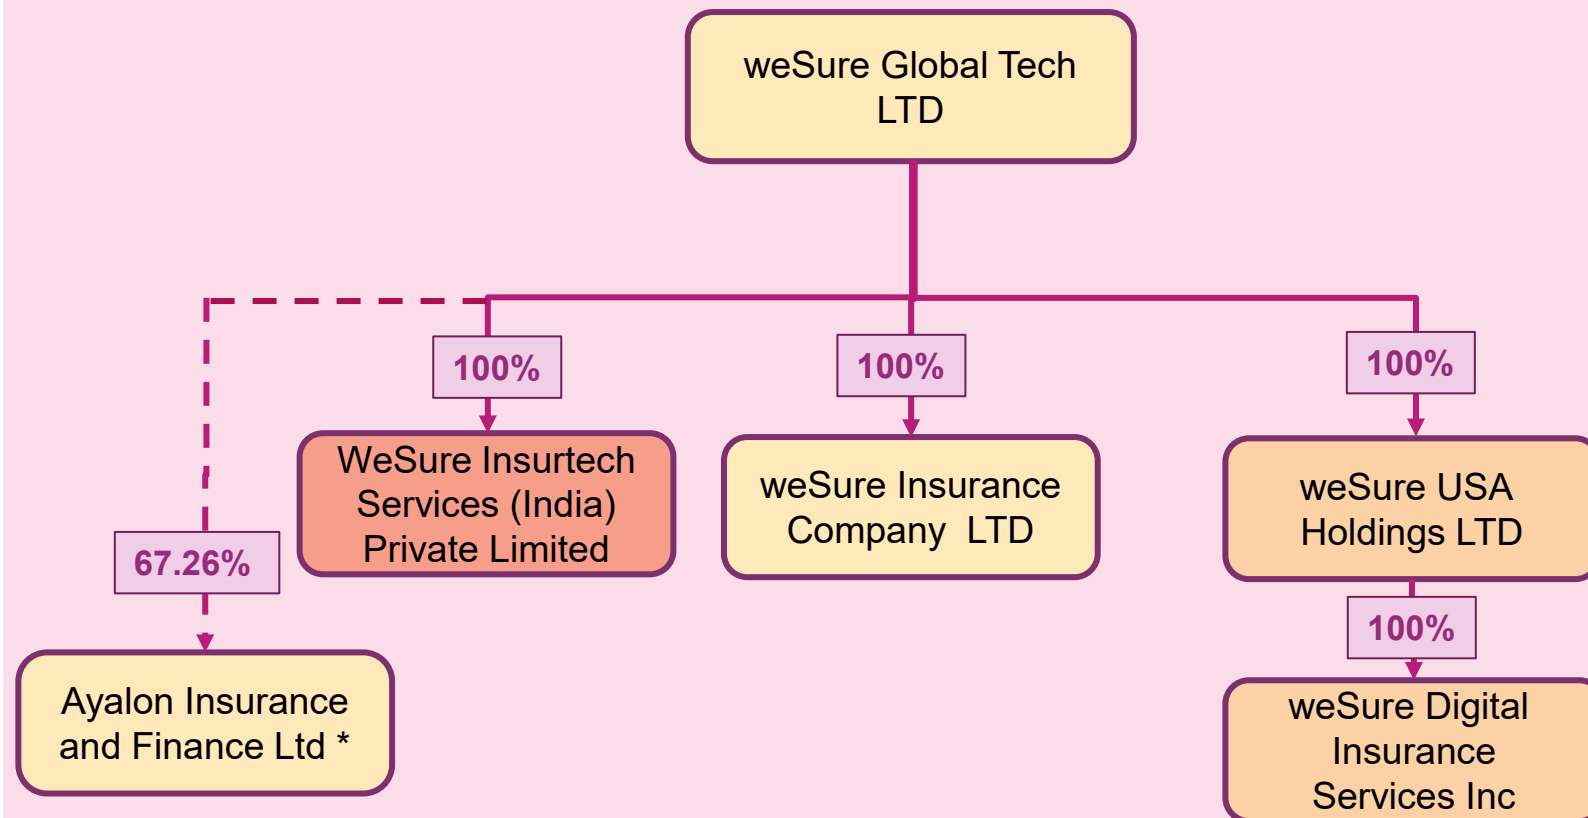 weSure Global Tech
LTD
100%
100%
100%
WeSure Insurtech
Services (India)
Private Limited
weSure Insurance
Company  LTD
weSure USA
Holdings LTD
67.26%
100%
Ayalon Insurance
and Finance Ltd *
weSure Digital
Insurance
Services Inc